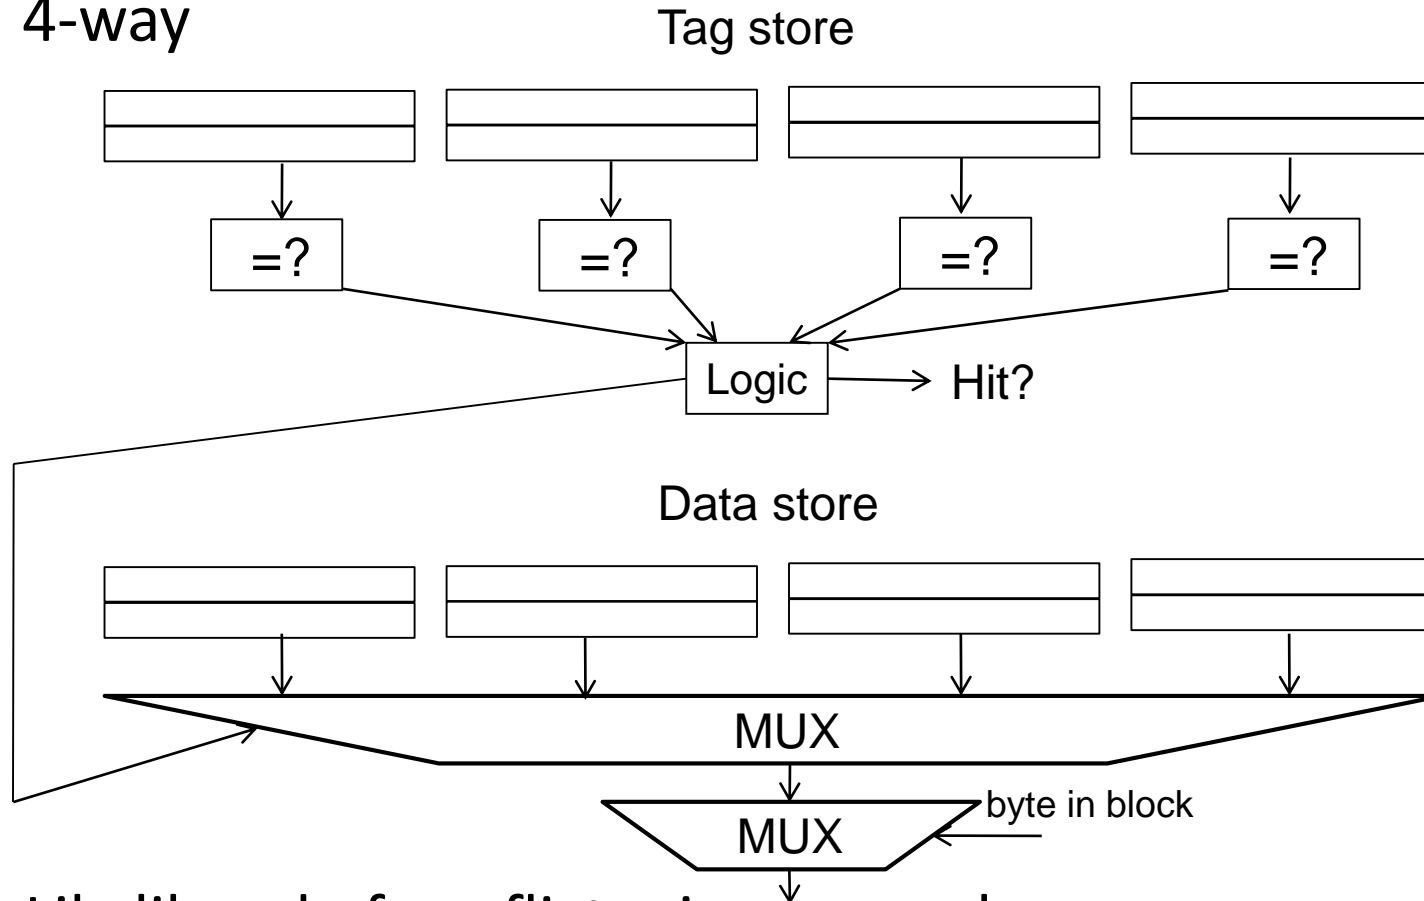 4-way
Tag store
=? =? =? =?
Logic
Hit?
Data store
MUX
byte in block
MUX